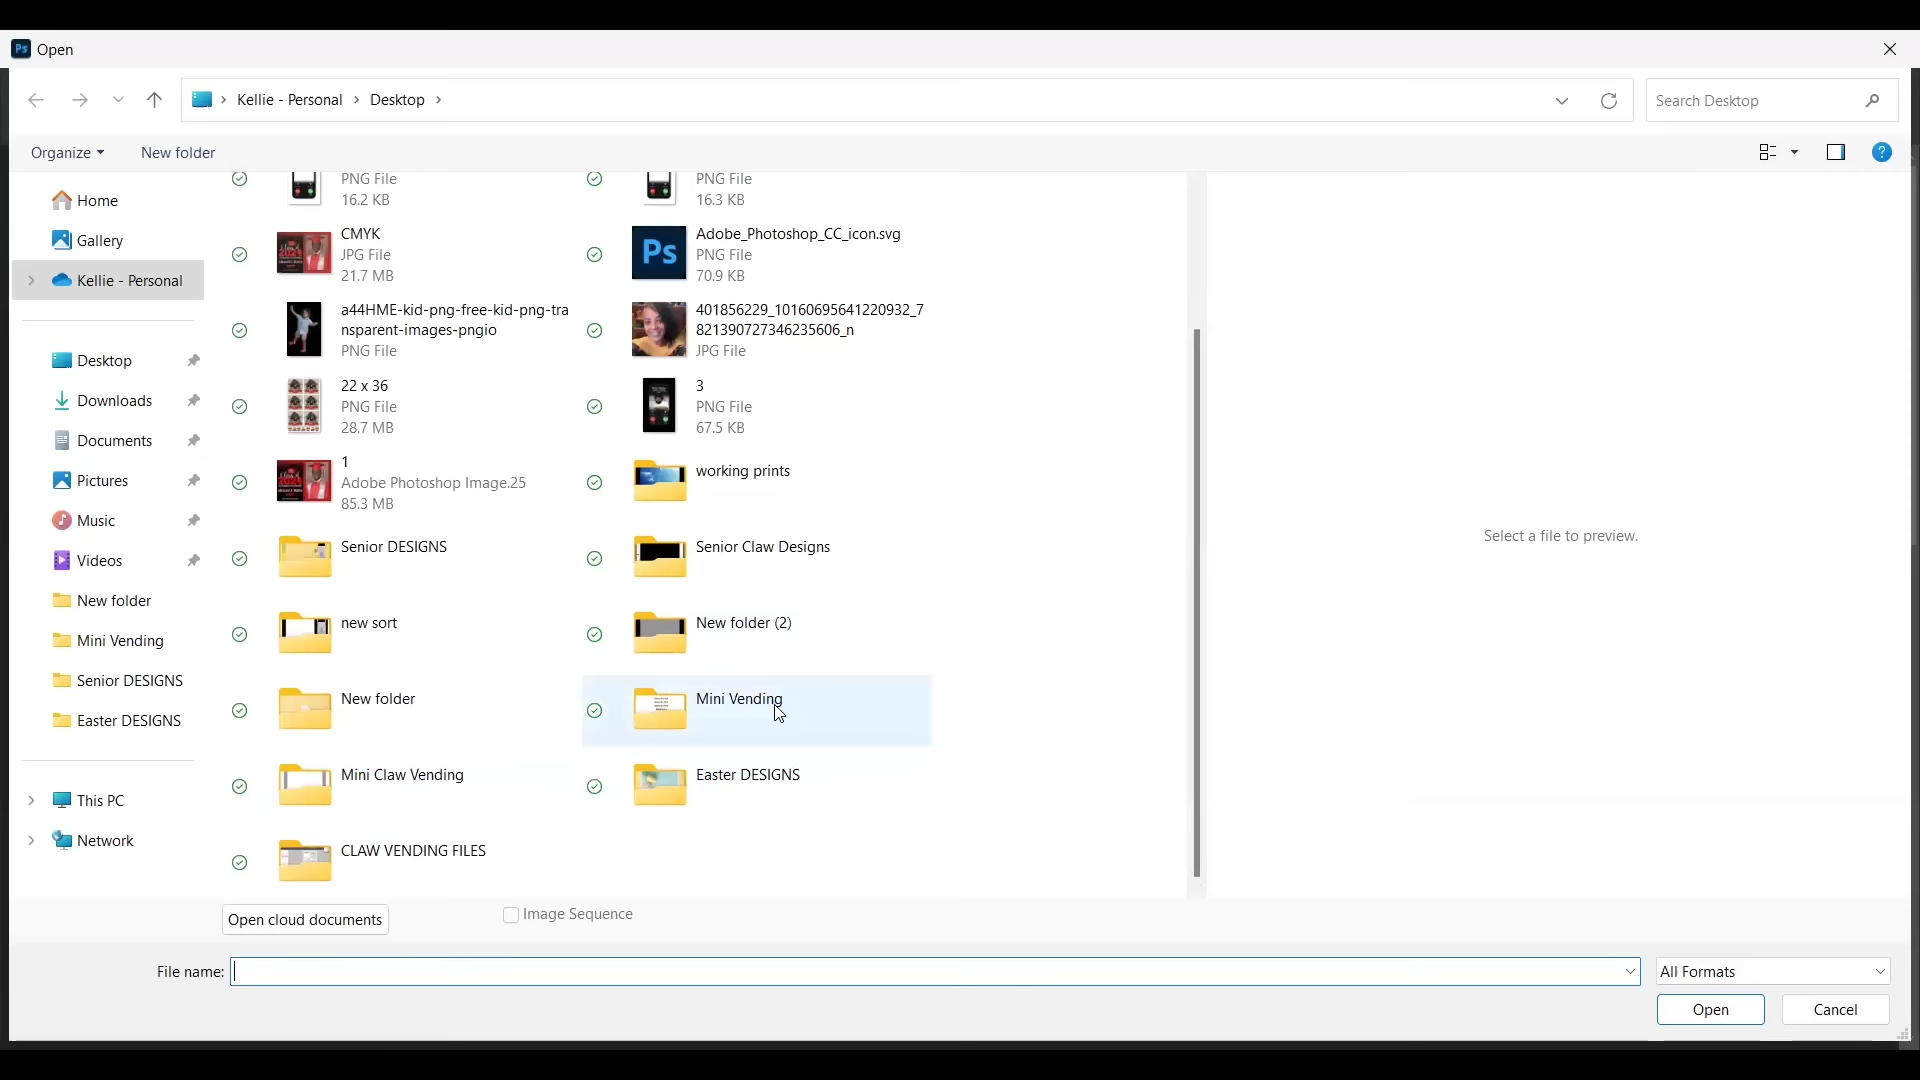 Ps Open
Kellie - Personal > Desktop >
Search Desktop
Organize
New folder
Home
Gallery
Kellie - Personal
Desktop
Downloads
Documents
Pictures
Music
Videos
New folder
Mini Vending
Senior DESIGNS
Easter DESIGNS
This PC
Network
PNG File
16.2 KB
PNG File
16.3 KB
CMYK
JPG File
21.7 MB
Ps
Adobe_Photoshop_CC_icon.svg
PNG File
70.9 KB
a44HME-kid-png-free-kid-png-tra
nsparent-images-pngio
PNG File
401856229_10160695641220932_7
821390727346235606_n
JPG File
22 x 36
PNG File
28.7 MB
3
PNG File
67.5 KB
1
Adobe Photoshop Image.25
85.3 MB
working prints
Senior DESIGNS
Senior Claw Designs
new sort
New folder (2)
New folder
Mini Vending
Mini Claw Vending
Easter DESIGNS
CLAW VENDING FILES
Select a file to preview.
Open cloud documents
Image Sequence
File name:
All Formats
Open
Cancel